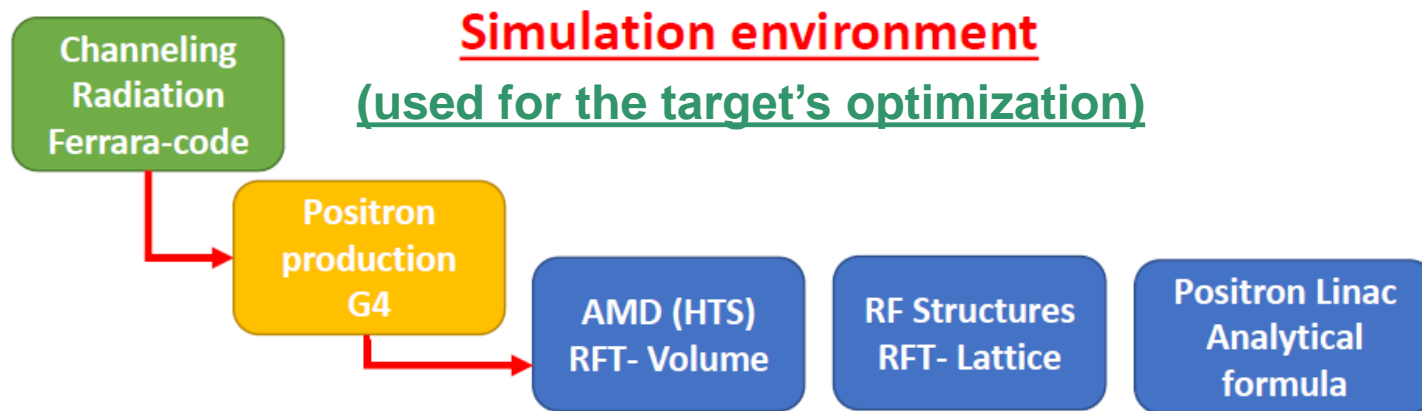 Simulation environment
(used for the target's optimization)
Channeling
Radiation
Ferrara-code
Positron
production
G4
AMD (HTS)
RFT- Volume
RF Structures
RFT- Lattice
Positron Linac
Analytical
formula